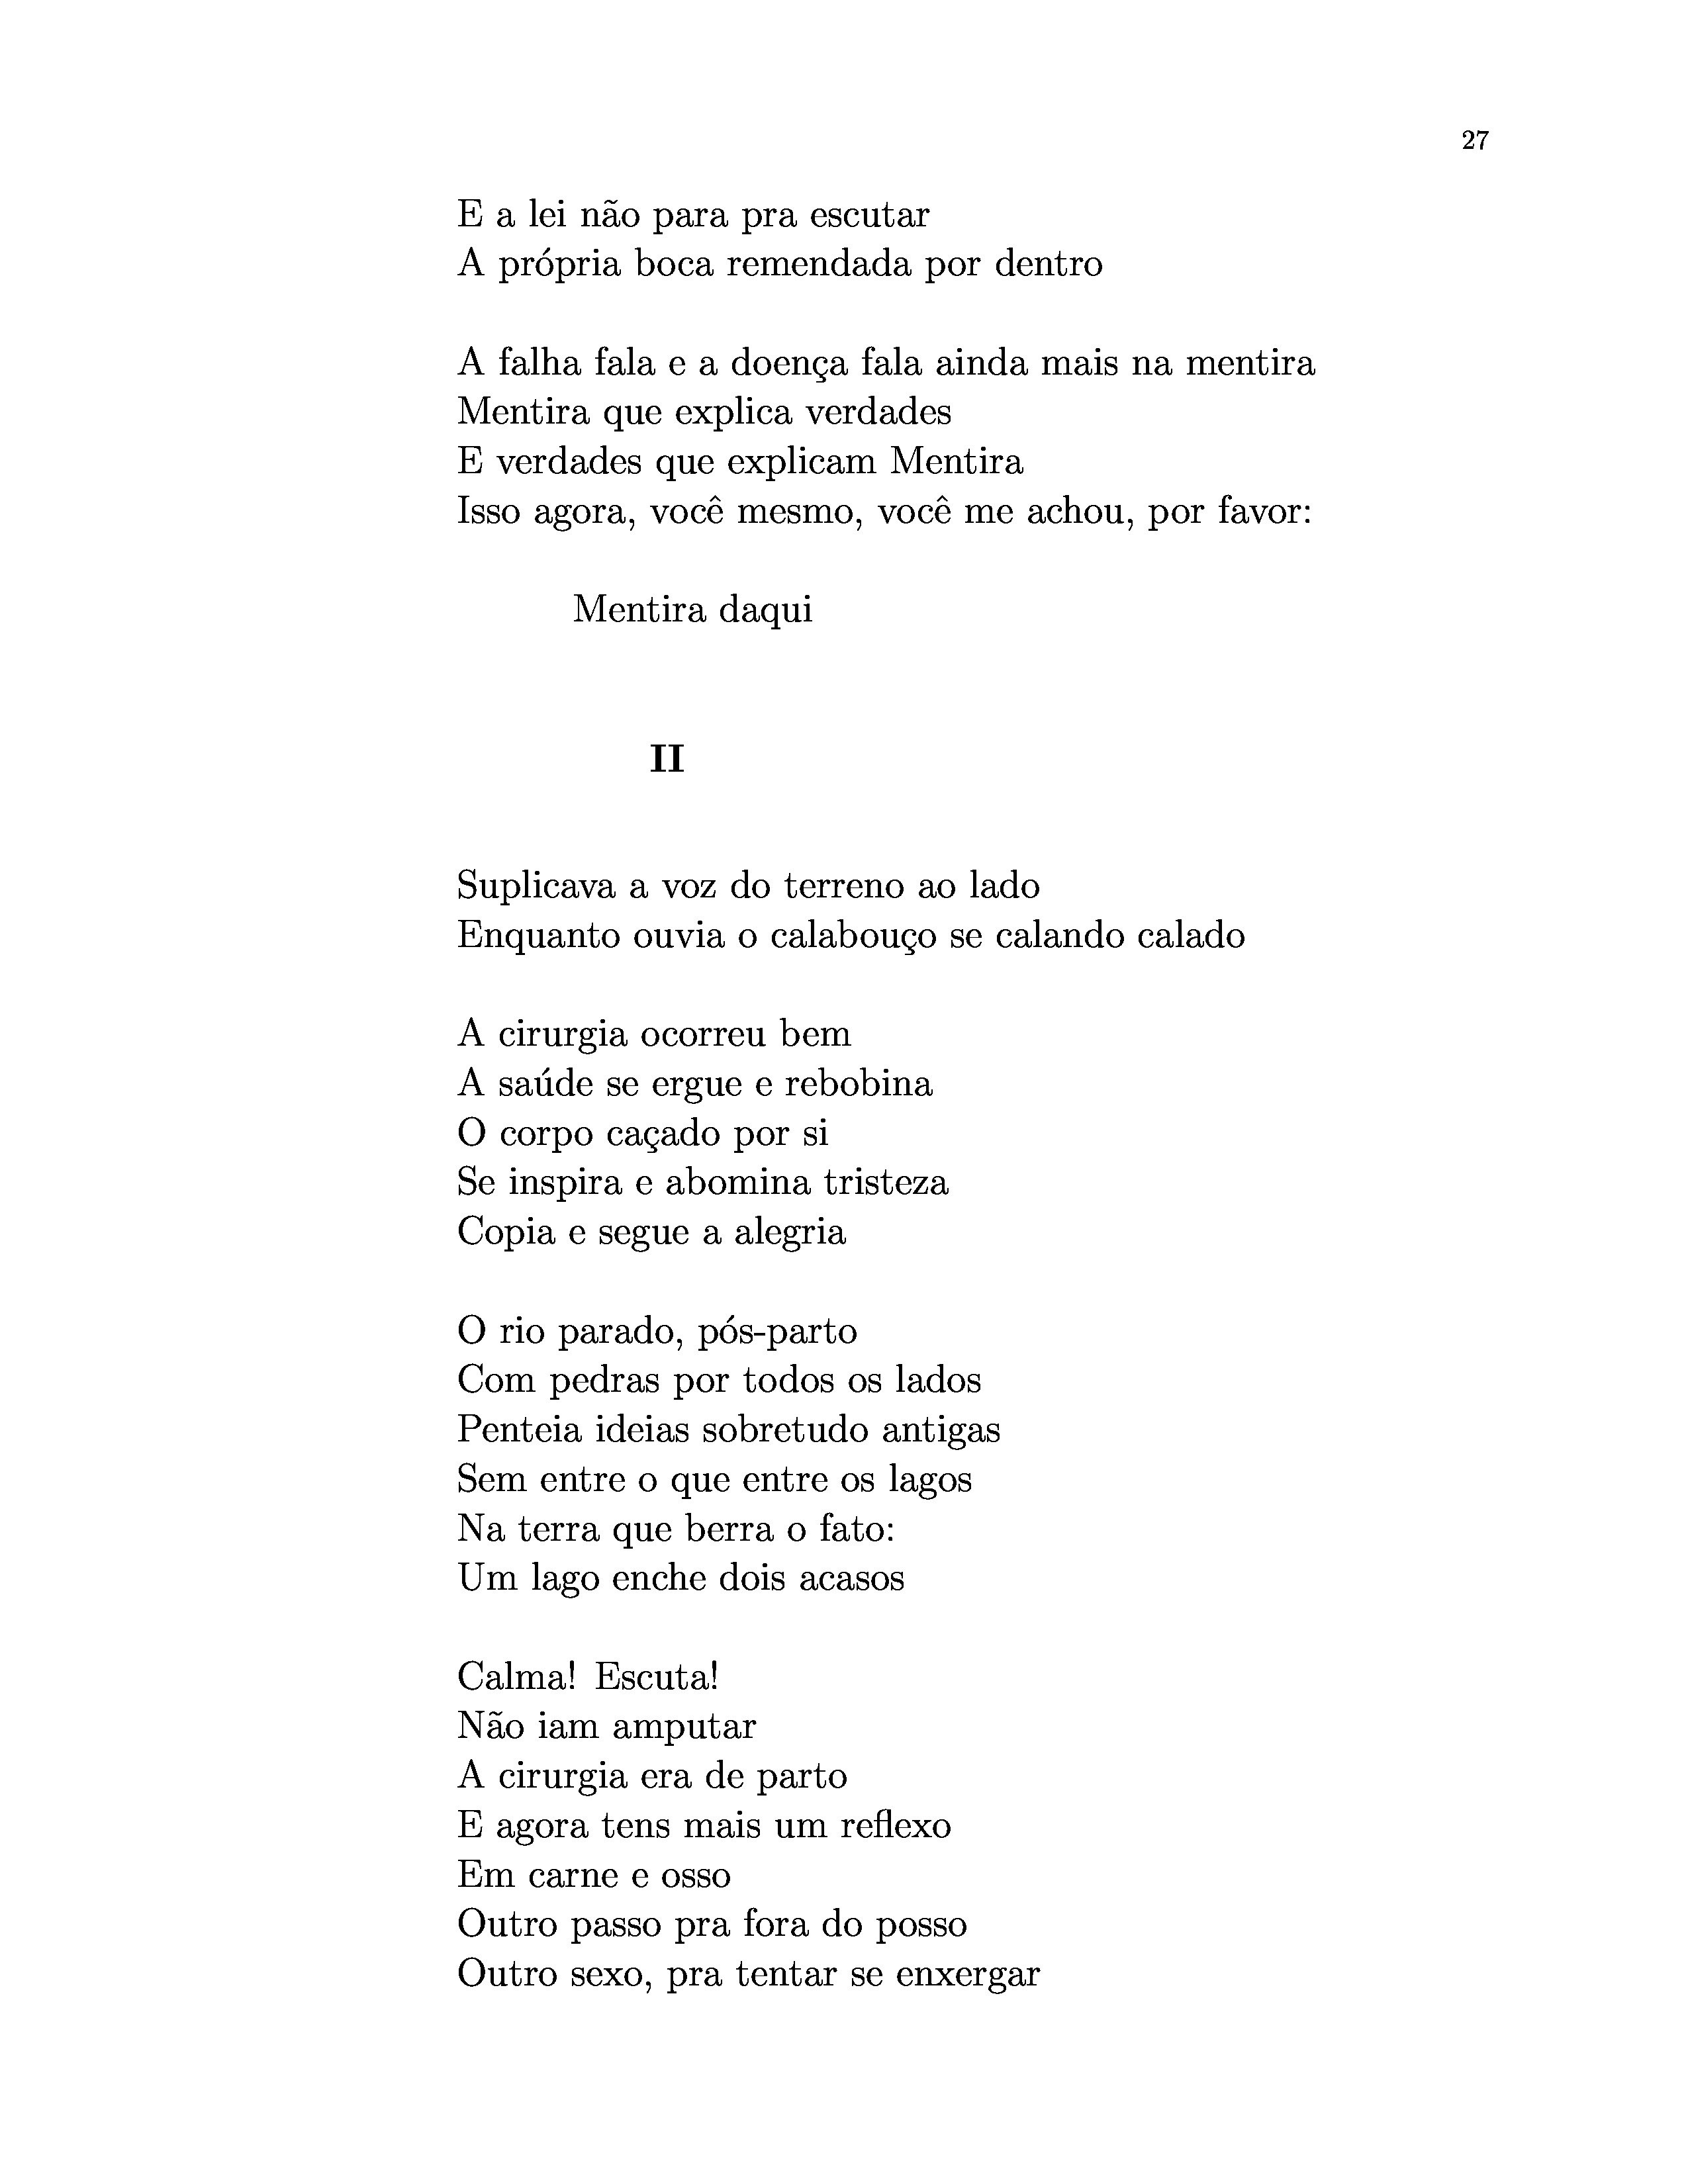 27
E a lei não para pra escutar
A própria boca remendada por dentro
A falha fala e a doença fala ainda mais na mentira
Mentira que explica verdades
E verdades que explicam Mentira
Isso agora, você mesmo, você me achou, por favor:
Mentira daqui
II
Suplicava a voz do terreno ao lado
Enquanto ouvia o calabouço se calando calado
A cirurgia ocorreu bem
A saúde se ergue e rebobina
O corpo caçado por si
Se inspira e abomina tristeza
Copia e segue a alegria
O rio parado, pós-parto
Com pedras por todos os lados
Penteia ideias sobretudo antigas
Sem entre o que entre os lagos
Na terra que berra o fato:
Um lago enche dois acasos
Calma! Escuta!
Não iam amputar
A cirurgia era de parto
E agora tens mais um reflexo
Em carne e osso
Outro passo pra fora do posso
Outro sexo, pra tentar se enxergar